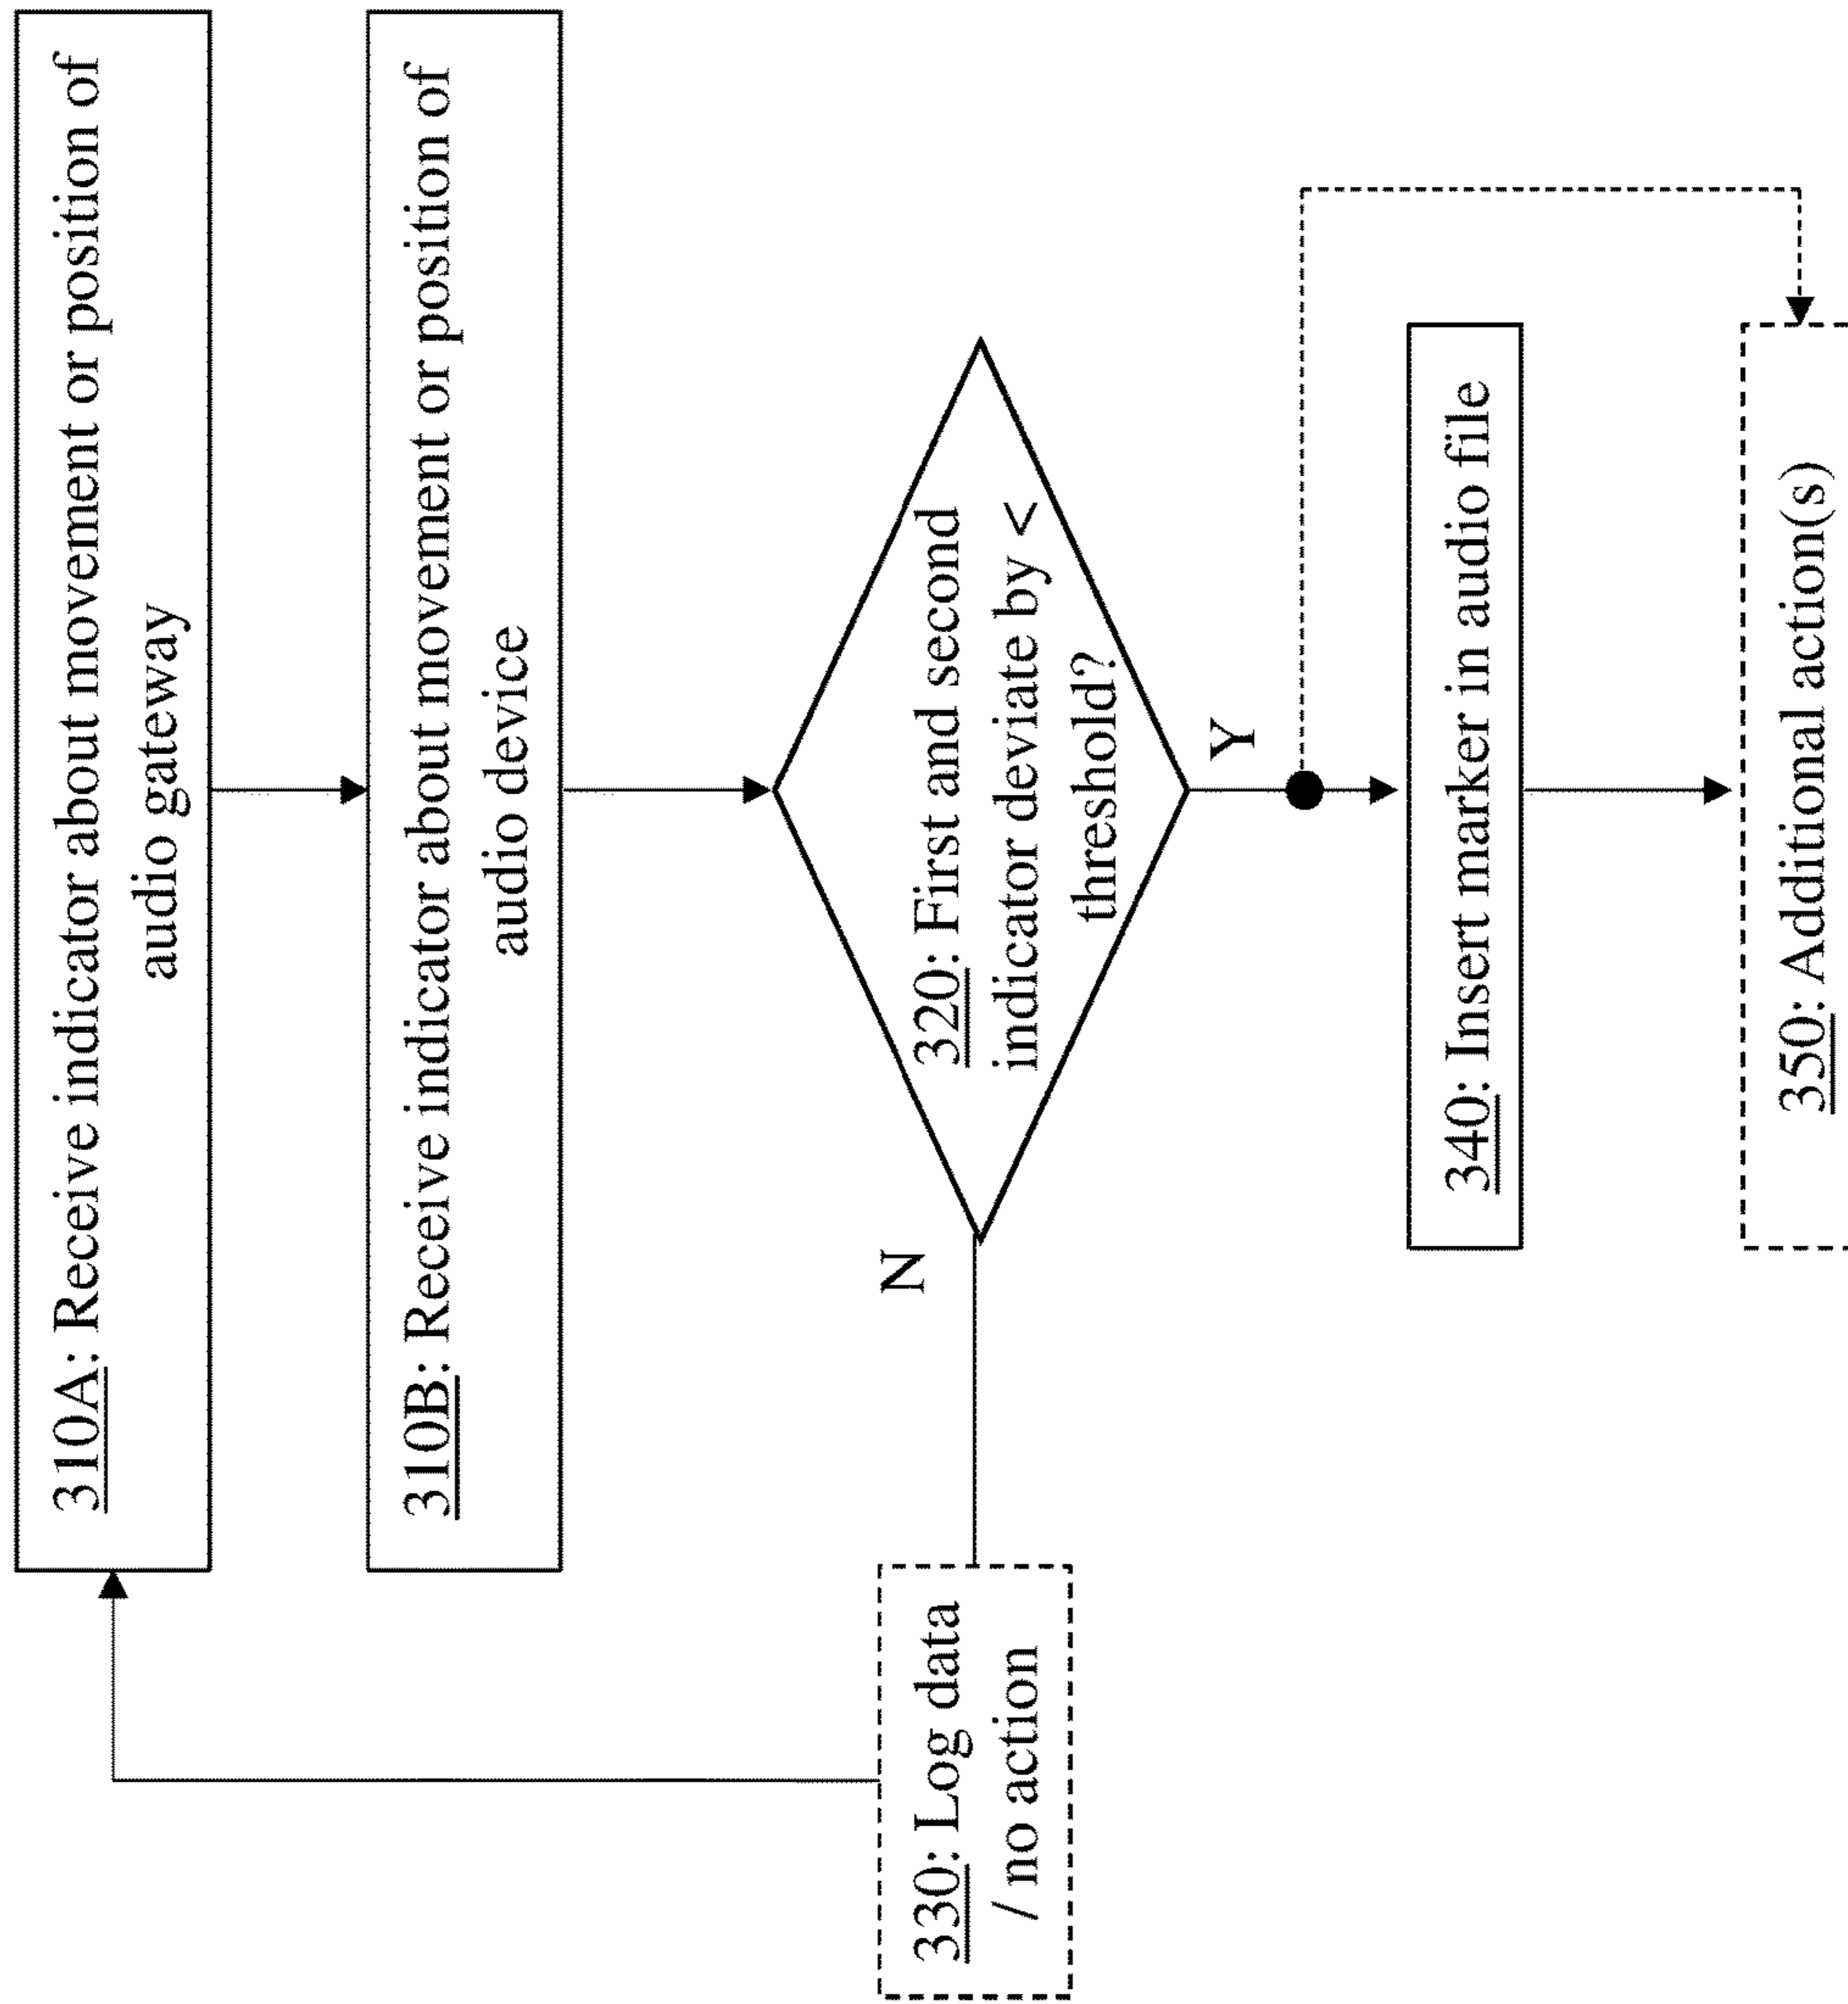 310A: Receive indicator about movement or position of
audio gateway
310B: Receive indicator about movement or position of
audio device
320: First and second
indicator deviate by <
threshold?
N
Y
330: Log data
/ no action
340: Insert marker in audio file
350: Additional action(s)